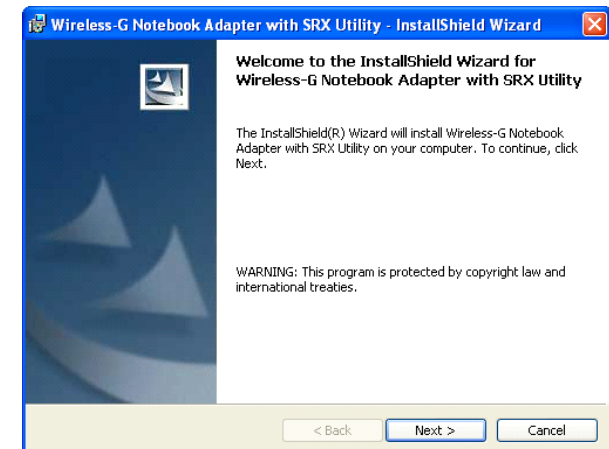 Wireless-G Notebook Adapter with SRX Utility - InstallShield Wizard
Welcome to the InstallShield Wizard for
Wireless-G Notebook Adapter with SRX Utility
The InstallShield(R) Wizard will install Wireless-G Notebook
Adapter with SRX Utility on your computer. To continue, click
Next.
WARNING: This program is protected by copyright law and
international treaties.
< Back Next > Cancel